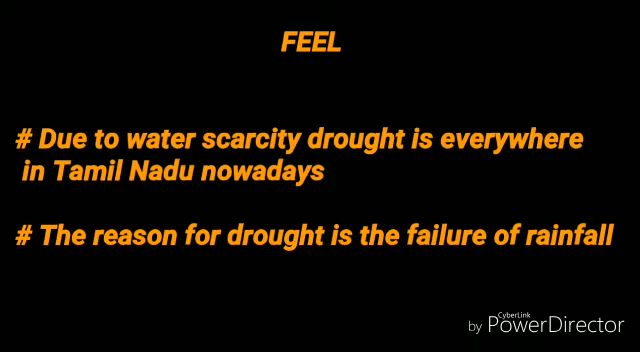 FEEL
# Due to water scarcity drought is everywhere
in Tamil Nadu nowadays
# The reason for drought is the failure of rainfall
CyberLink
by PowerDirector